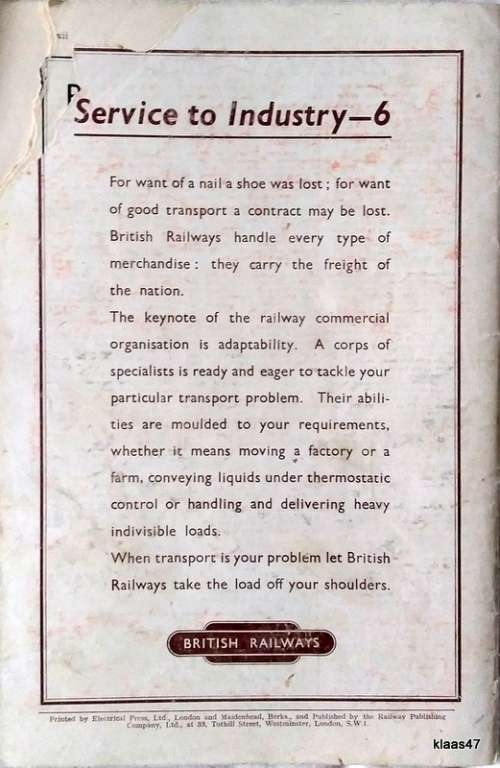 Service to Industry—6
For want of a nail a shoe was lost ; for want
of good transport a contract may be lost.
British Railways handle every type of
merchandise : they carry the freight of
the nation.
The keynote of the railway commercial
organisation is adaptability. A corps of
specialists is ready and eager to tackle your
particular transport problem. Their abili-
ties are moulded to your requirements,
whether it means moving a factory or a
farm, conveying liquids under thermostatic
control or handling and delivering heavy
indivisible loads.
When transport is your problem let British
Railways take the load off your shoulders.
BRITISH RAILWAYS
Printed by Electrical Press, Ltd., London and Maidenhead, Berks., and Published by the Railway Publishing
Company, Ltd., at 33, Tothill Street, Westminster, London, S.W 1.
klaas47